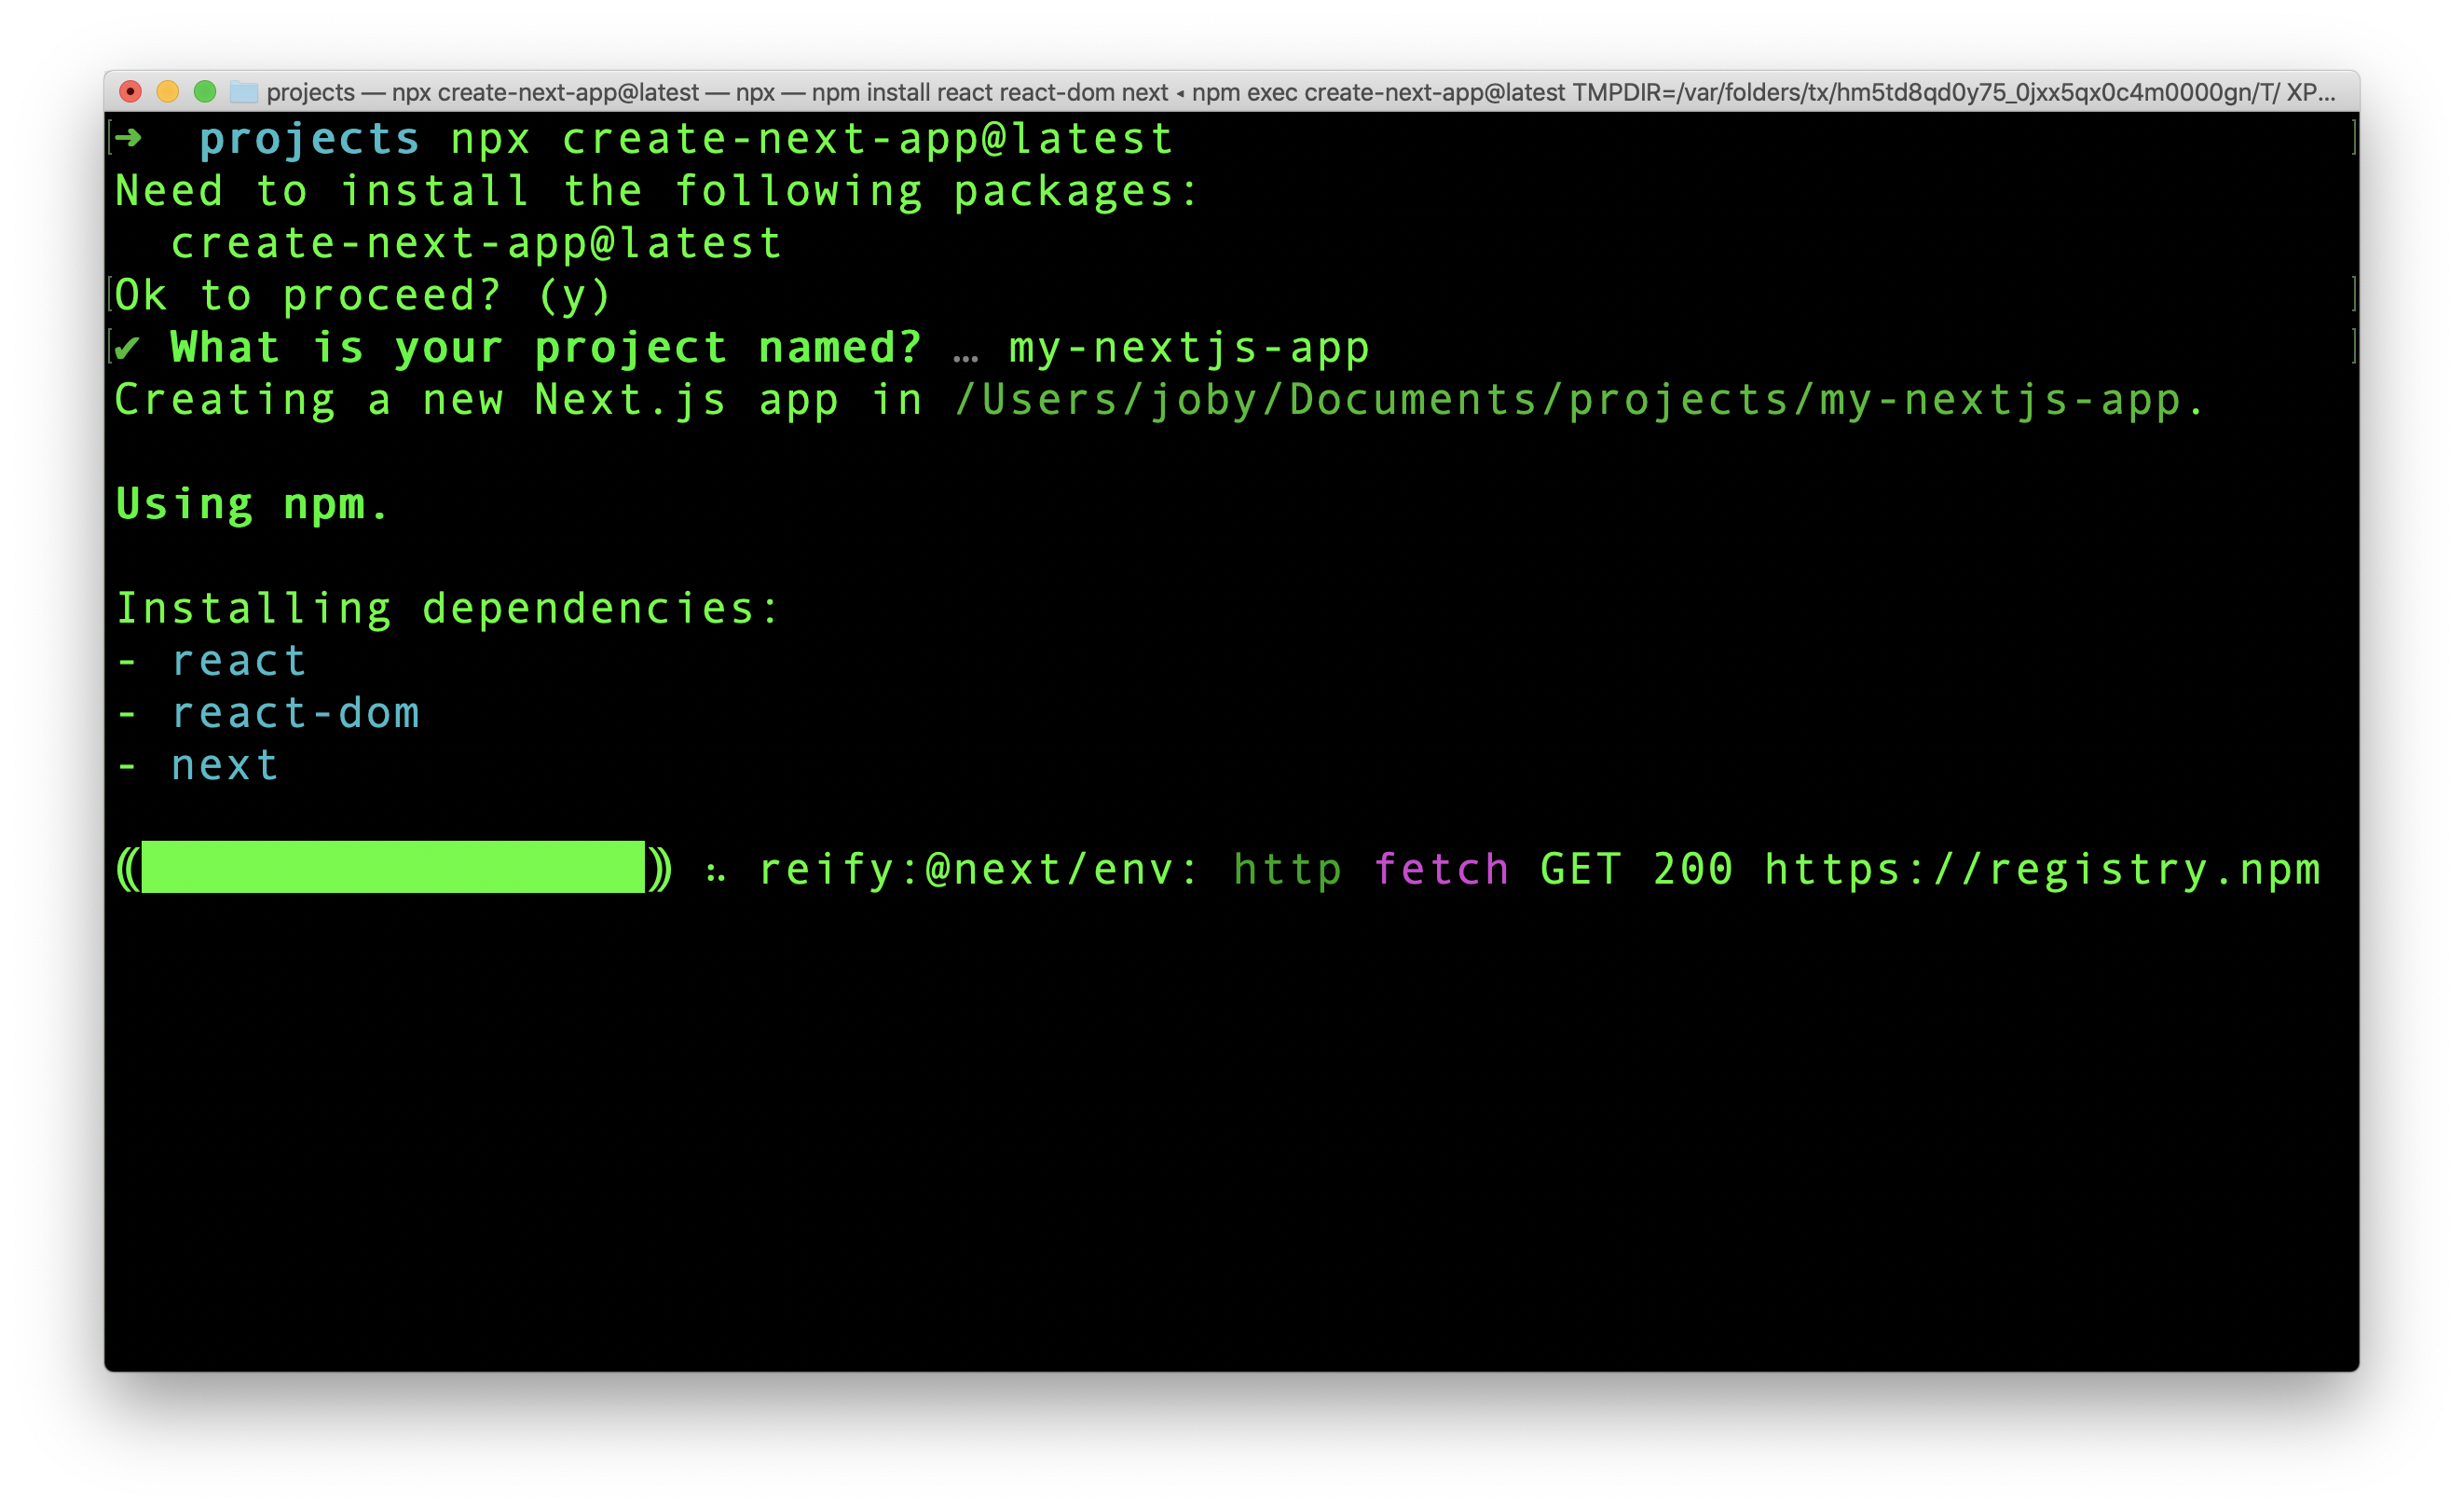 projects — npx create-next-app@latest — npx — npm install react react-dom next ◂ npm exec create-next-app@latest TMPDIR=/var/folders/tx/hm5td8qd0y75_0jxx5qx0c4m0000gn/T/ XP...
[➜  projects npx create-next-app@latest ]
Need to install the following packages:
  create-next-app@latest
[Ok to proceed? (y) ]
[✔ What is your project named? … my-nextjs-app ]
Creating a new Next.js app in /Users/joby/Documents/projects/my-nextjs-app.
Using npm.
Installing dependencies:
- react
- react-dom
- next
(( )) ⠦ reify:@next/env: http fetch GET 200 https://registry.npm